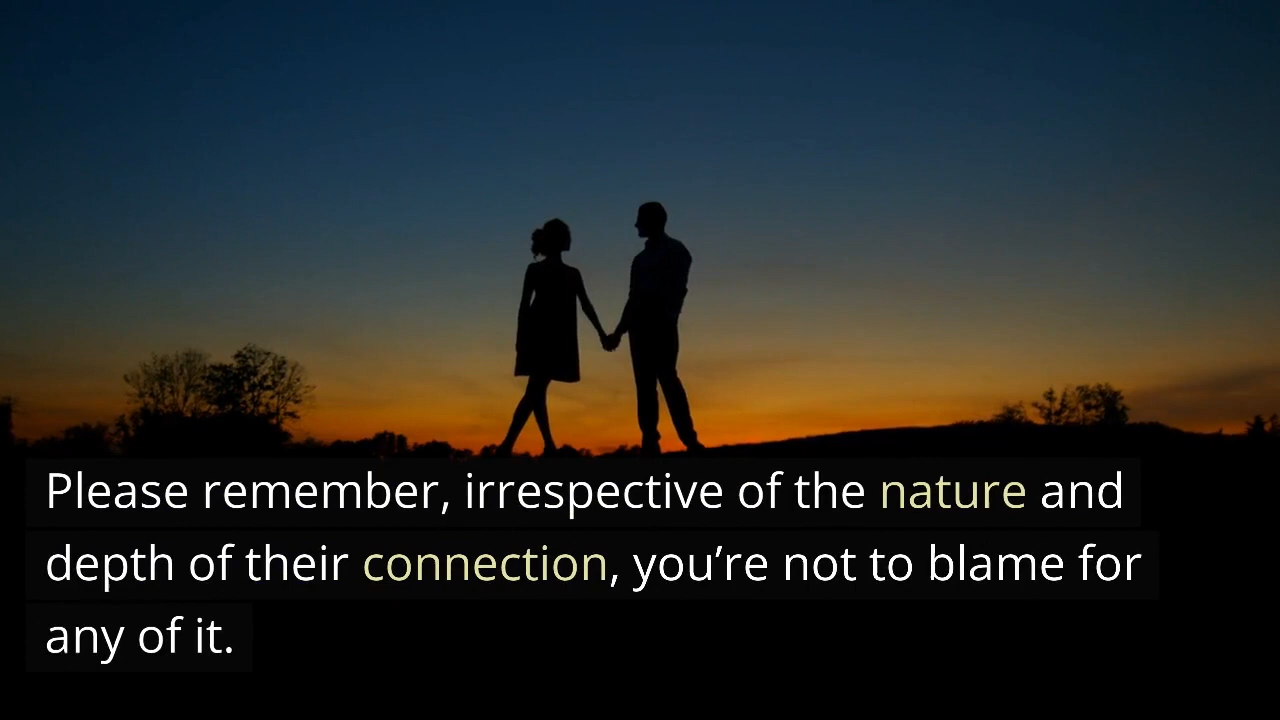 Please remember, irrespective of the nature and
depth of their connection, you’re not to blame for
any of it.